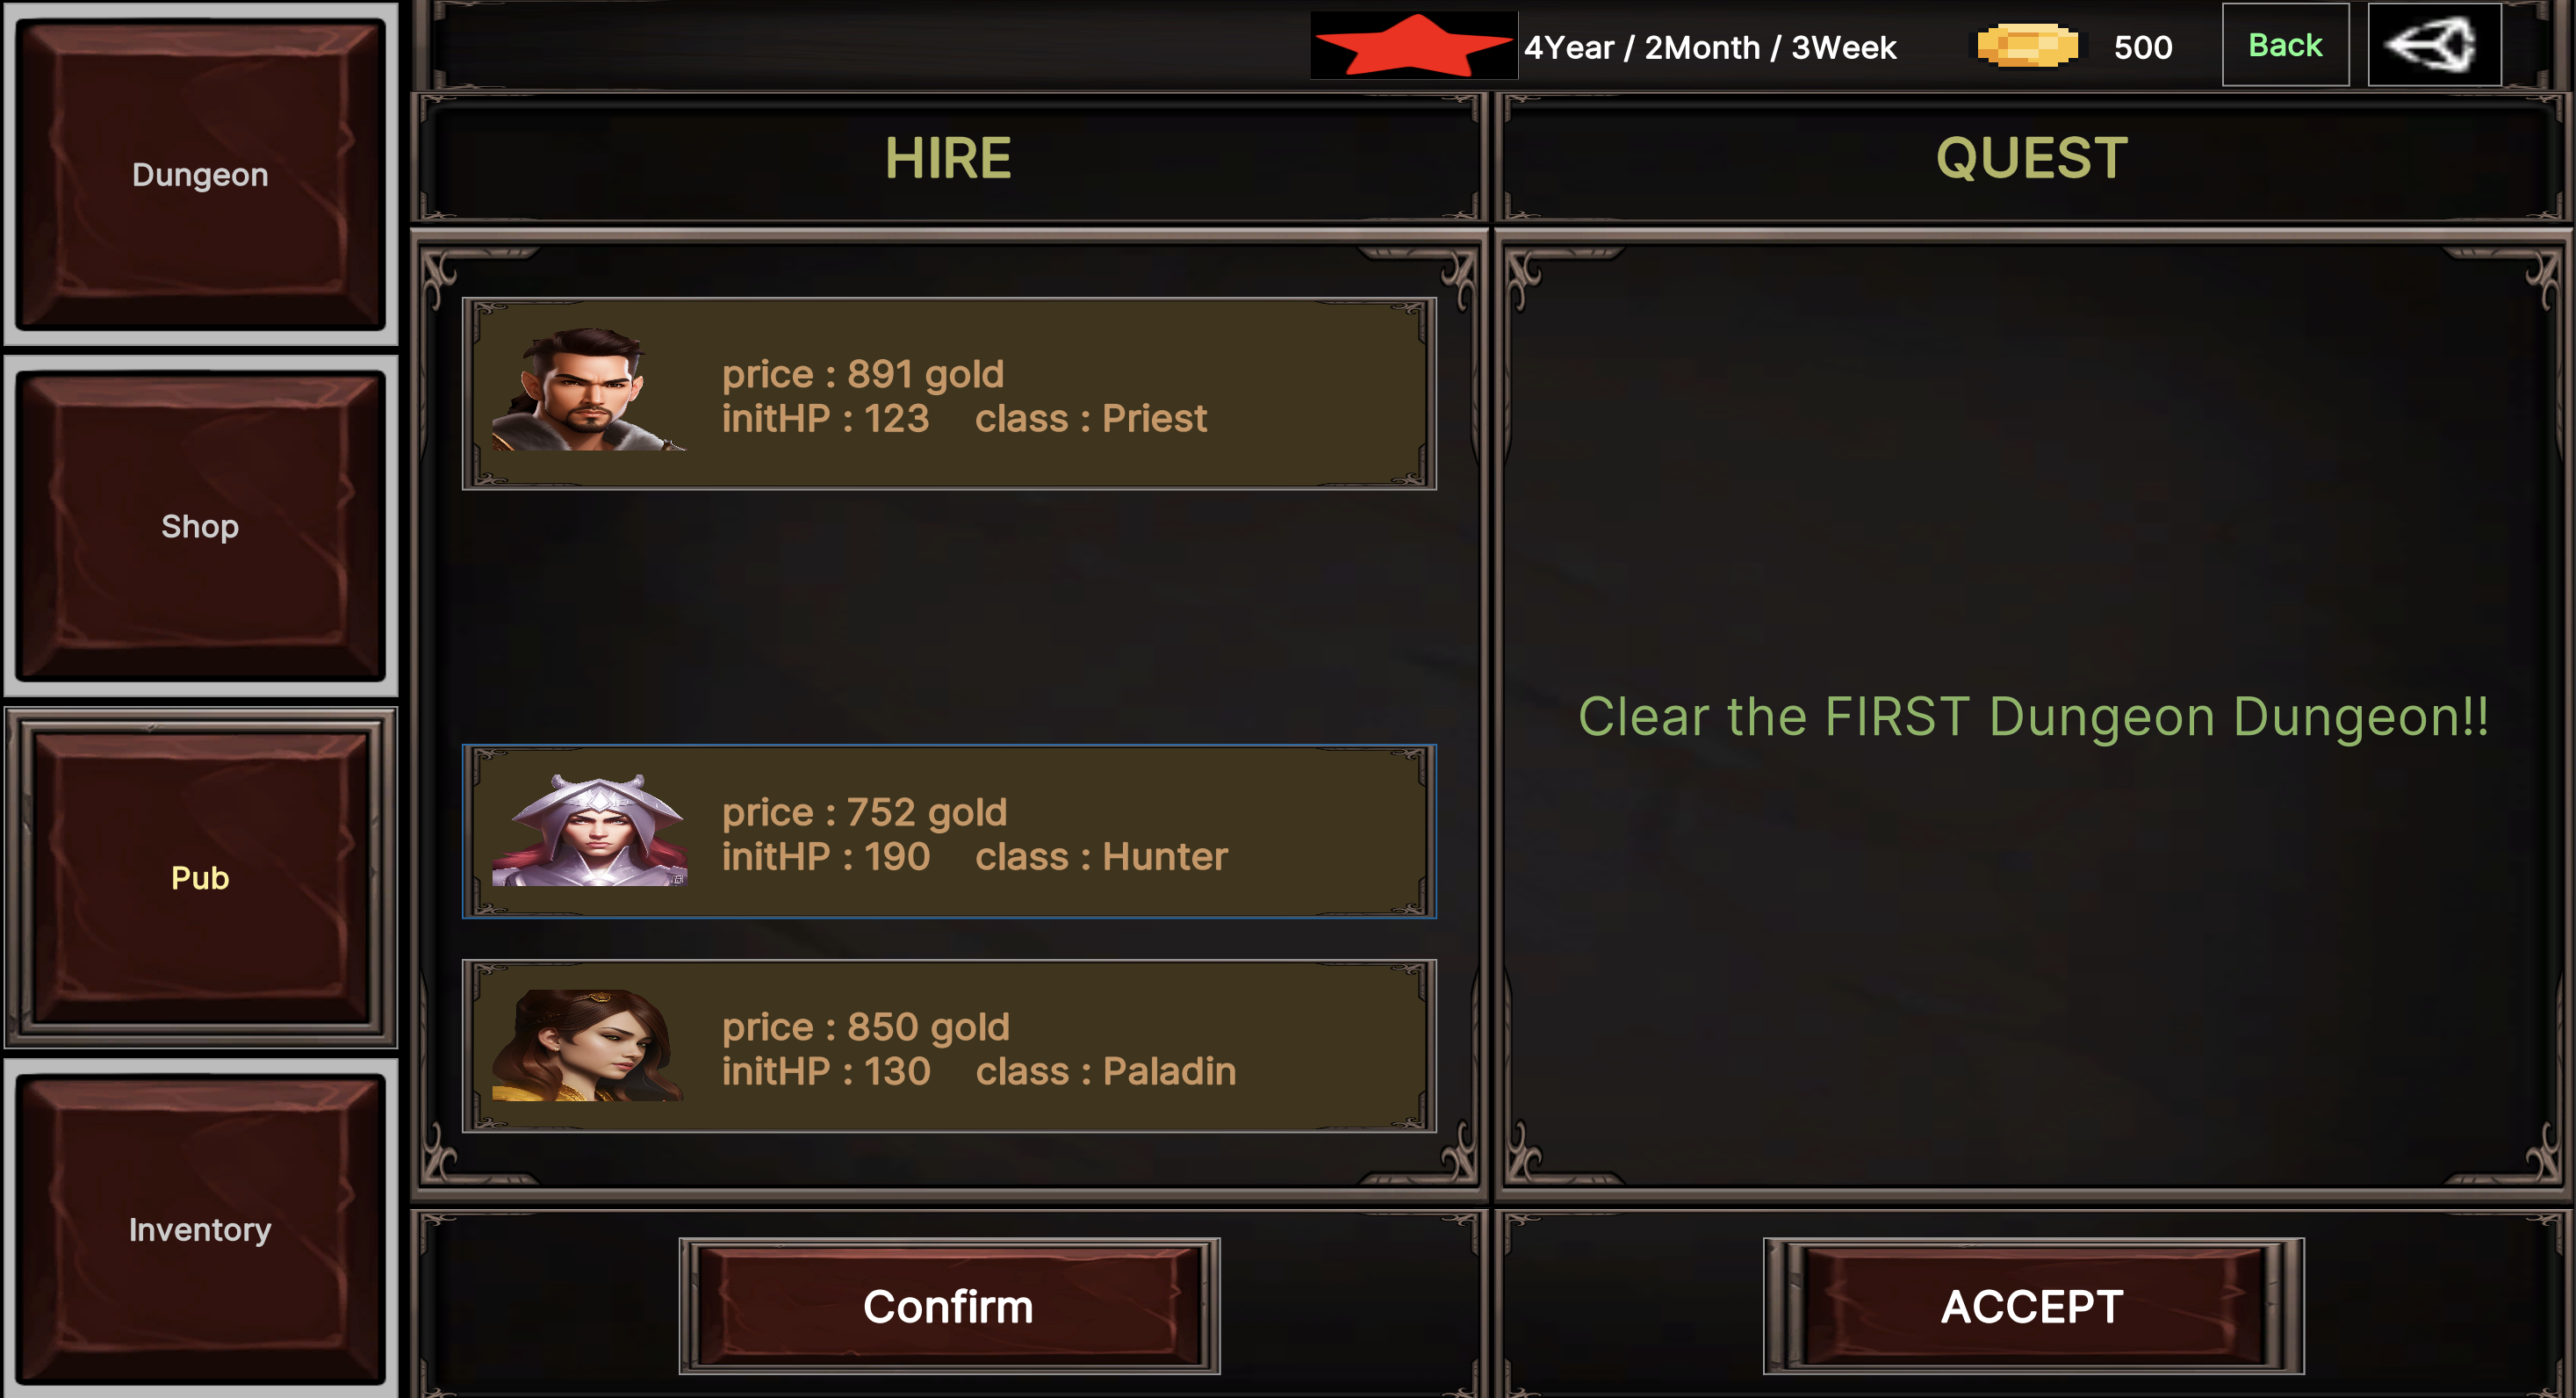 4Year / 2Month / 3Week
500
Back
Dungeon
Shop
Pub
Inventory
HIRE
price : 891 gold
initHP : 123 class : Priest
price : 752 gold
initHP : 190 class : Hunter
price : 850 gold
initHP : 130 class : Paladin
Confirm
QUEST
Clear the FIRST Dungeon Dungeon!!
ACCEPT